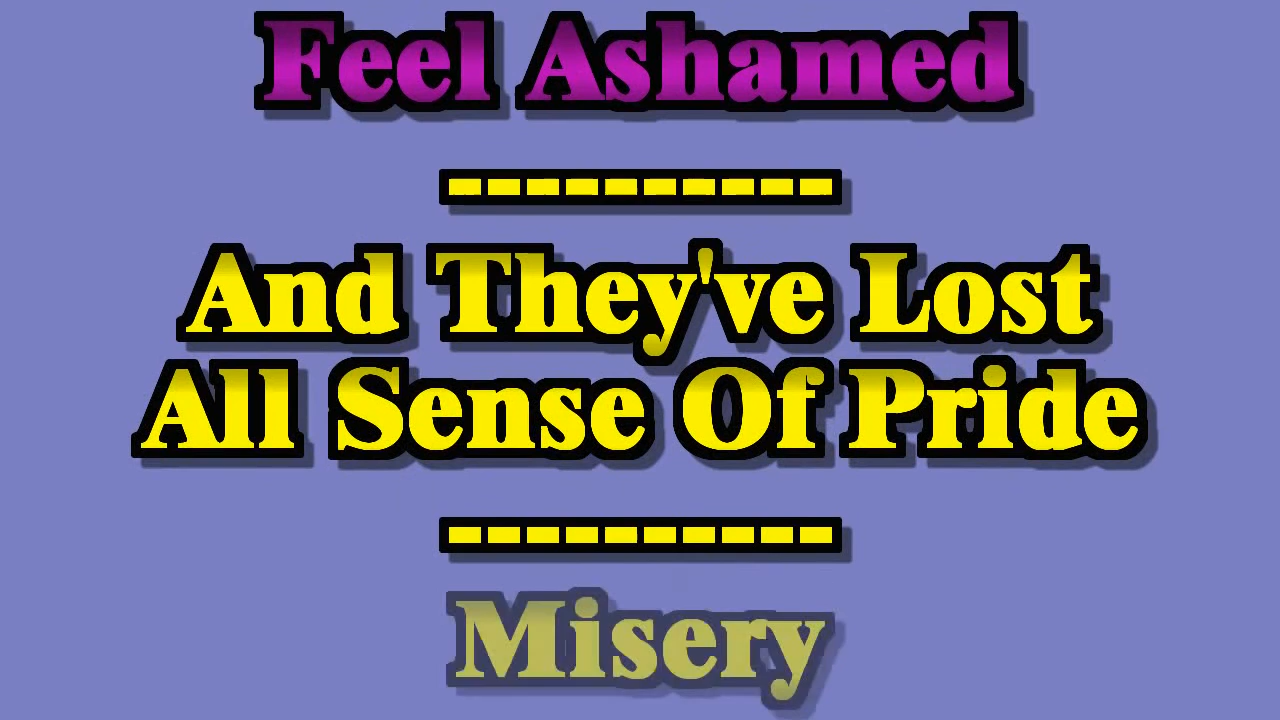 Feel Ashamed
----------
And They've Lost
All Sense Of Pride
----------
Misery